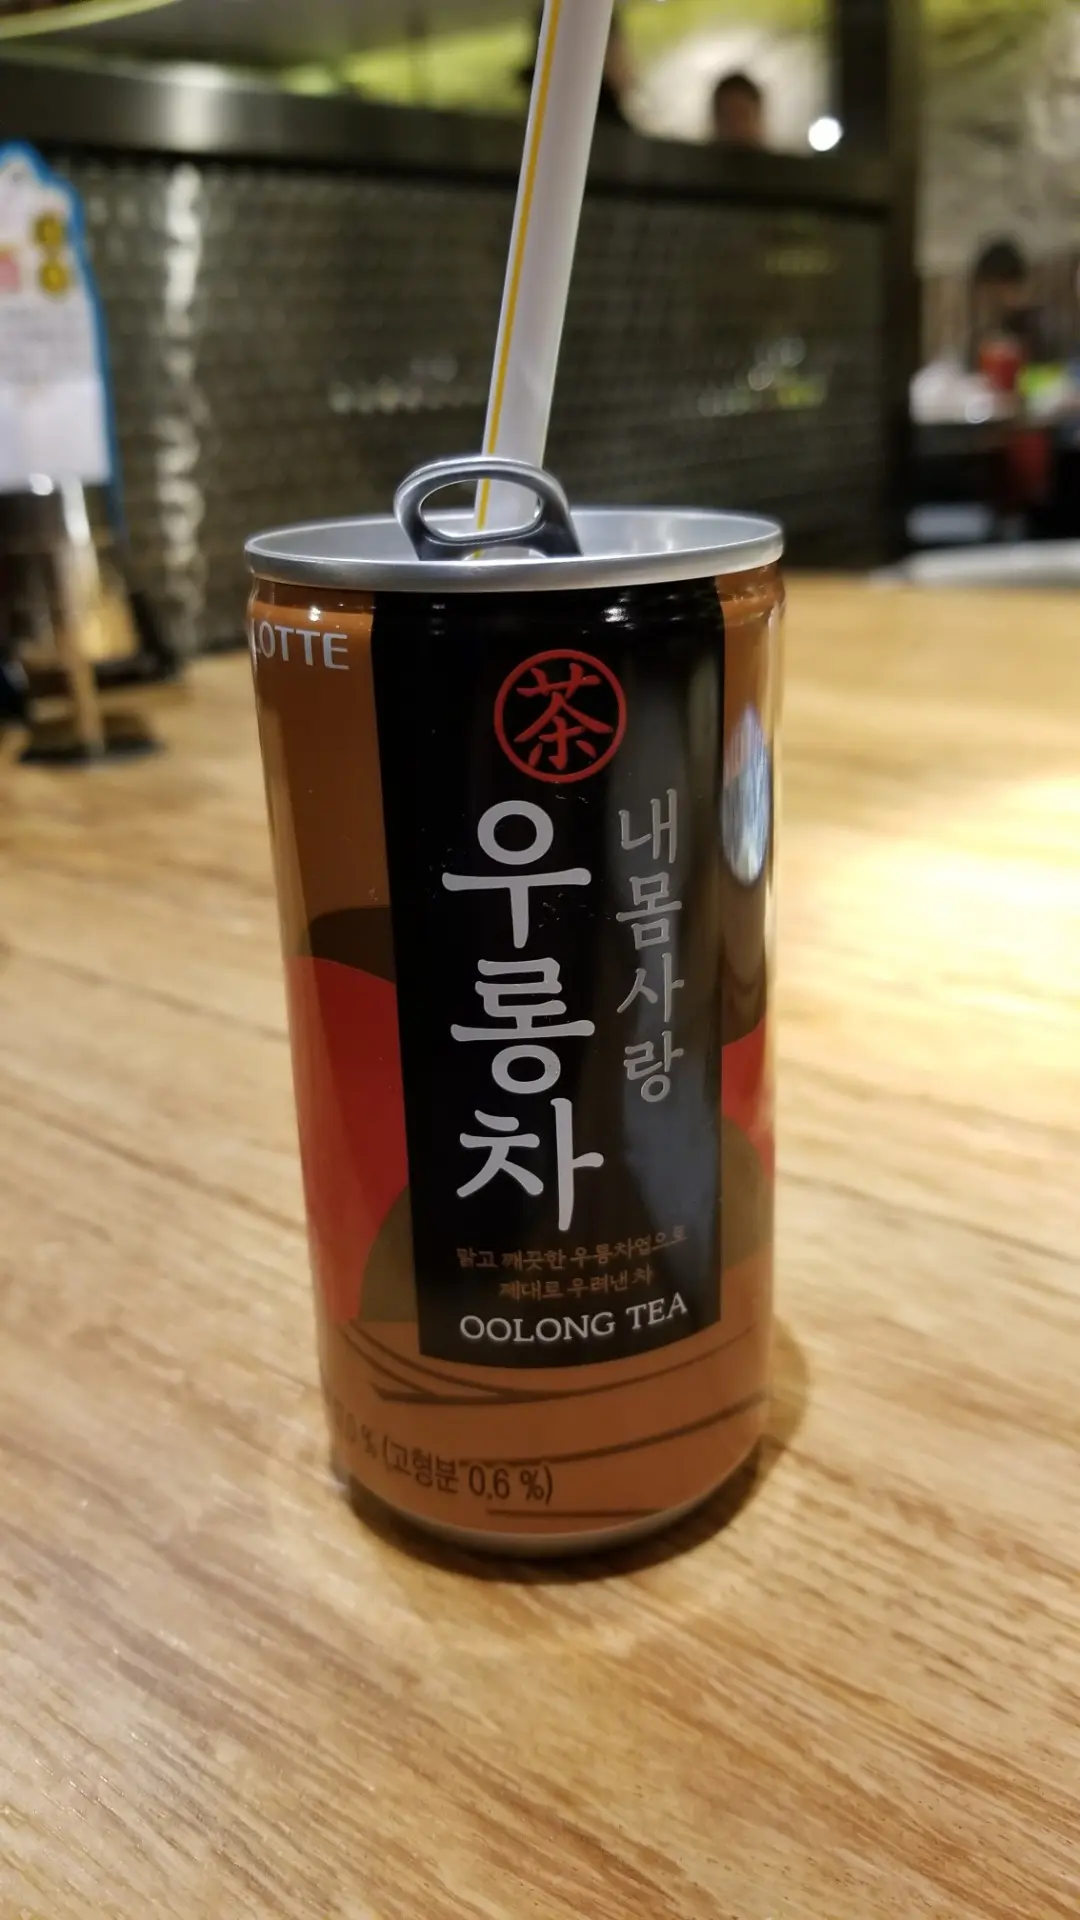 LOTTE
茶
내몸사랑
우롱차
맑고 깨끗한 우롱차엽으로
제대로 우려낸 차
OOLONG TEA
% (고형분 0.6 %)